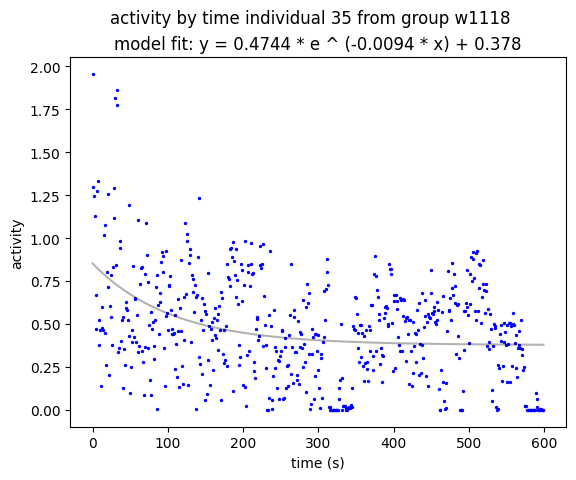 activity by time individual 35 from group w1118
model fit: y = 0.4744 * e ^ (-0.0094 * x) + 0.378
2.00
1.75
1.50
1.25
1.00
0.75
0.50
0.25
0.00
activity
0 100 200 300 400 500 600
time (s)